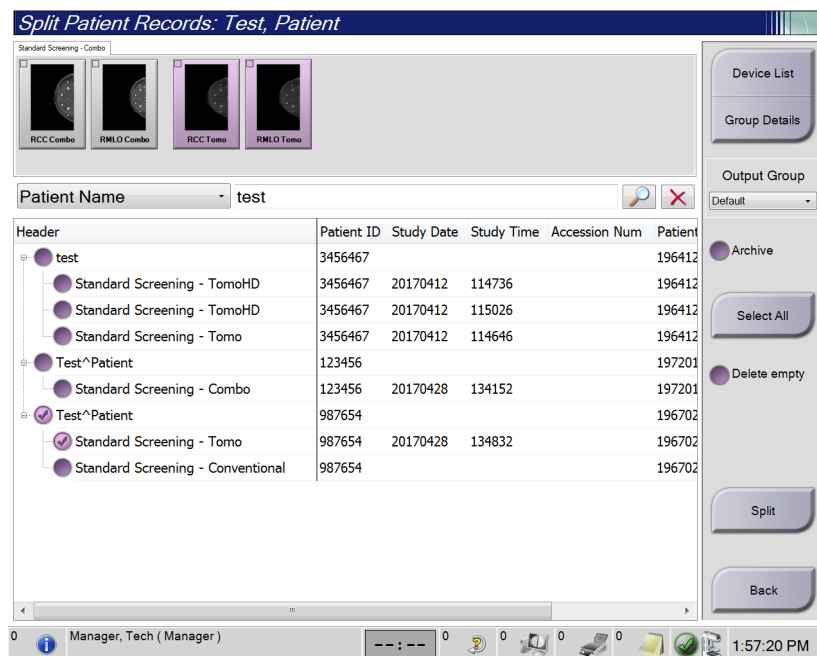 Split Patient Records: Test, Patient
Standard Screening - Combo
RCC Combo RMLO Combo RCC Tomo RMLO Tomo
Device List
Group Details
Output Group
Default
Archive
Select All
Delete empty
Split
Back
Patient Name test
Header Patient ID Study Date Study Time Accession Num Patient
test 3456467 196412
Standard Screening - TomoHD 3456467 20170412 114736 196412
Standard Screening - TomoHD 3456467 20170412 115026 196412
Standard Screening - Tomo 3456467 20170412 114646 196412
Test^Patient 123456 197201
Standard Screening - Combo 123456 20170428 134152 197201
Test^Patient 987654 196702
Standard Screening - Tomo 987654 20170428 134832 196702
Standard Screening - Conventional 987654 196702
0 Manager, Tech ( Manager ) --:-- 0 0 0 0 1:57:20 PM